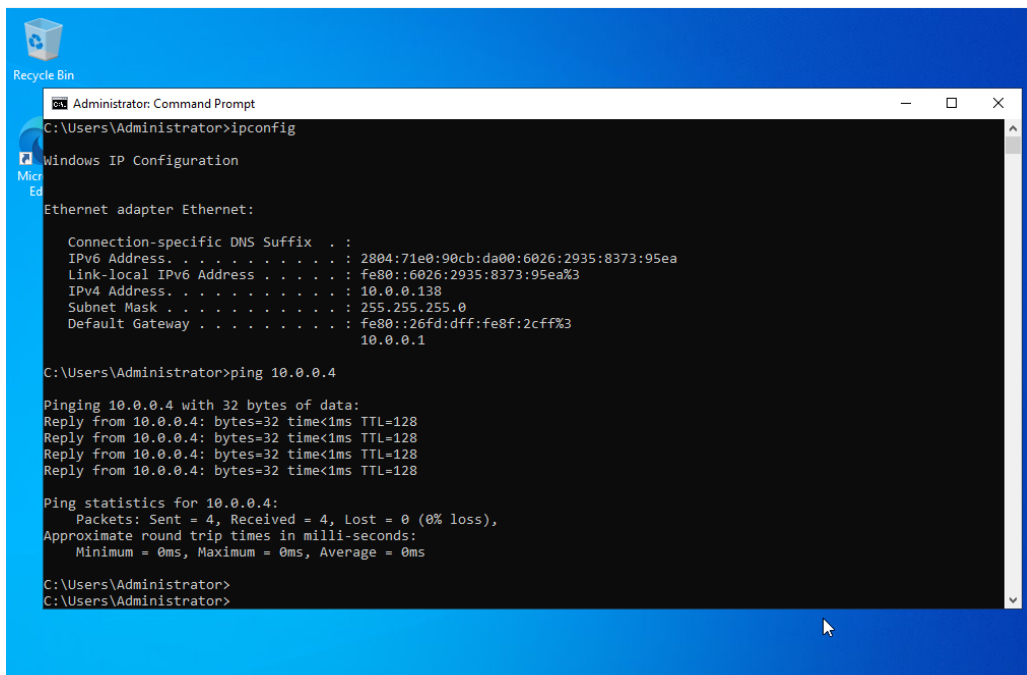 Recycle Bin
Administrator: Command Prompt
C:\Users\Administrator>ipconfig
Micr
Ed
Windows IP Configuration
Ethernet adapter Ethernet:
   Connection-specific DNS Suffix  . :
   IPv6 Address. . . . . . . . . . . : 2804:71e0:90cb:da00:6026:2935:8373:95ea
   Link-local IPv6 Address . . . . . : fe80::6026:2935:8373:95ea%3
   IPv4 Address. . . . . . . . . . . : 10.0.0.138
   Subnet Mask . . . . . . . . . . . : 255.255.255.0
   Default Gateway . . . . . . . . . : fe80::26fd:dff:fe8f:2cff%3
                                       10.0.0.1
C:\Users\Administrator>ping 10.0.0.4
Pinging 10.0.0.4 with 32 bytes of data:
Reply from 10.0.0.4: bytes=32 time<1ms TTL=128
Reply from 10.0.0.4: bytes=32 time<1ms TTL=128
Reply from 10.0.0.4: bytes=32 time<1ms TTL=128
Reply from 10.0.0.4: bytes=32 time<1ms TTL=128
Ping statistics for 10.0.0.4:
    Packets: Sent = 4, Received = 4, Lost = 0 (0% loss),
Approximate round trip times in milli-seconds:
    Minimum = 0ms, Maximum = 0ms, Average = 0ms
C:\Users\Administrator>
C:\Users\Administrator>